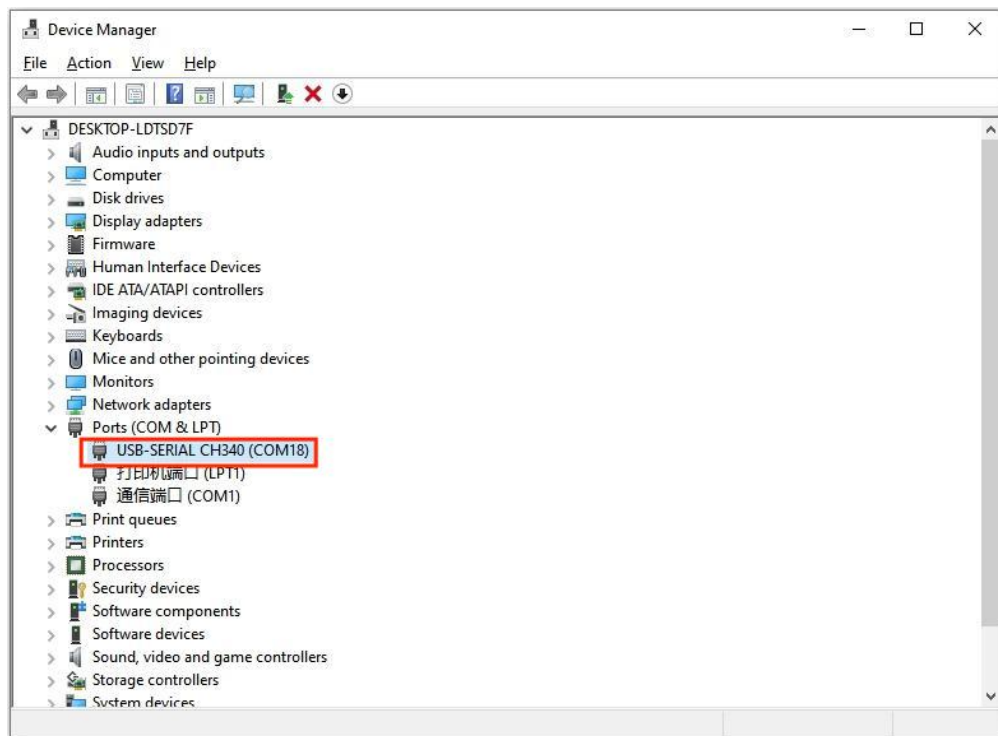 Device Manager
File Action View Help
DESKTOP-LDTSD7F
Audio inputs and outputs
Computer
Disk drives
Display adapters
Firmware
Human Interface Devices
IDE ATA/ATAPI controllers
Imaging devices
Keyboards
Mice and other pointing devices
Monitors
Network adapters
Ports (COM & LPT)
USB-SERIAL CH340 (COM18)
打印机端口 (LPT1)
通信端口 (COM1)
Print queues
Printers
Processors
Security devices
Software components
Software devices
Sound, video and game controllers
Storage controllers
System devices